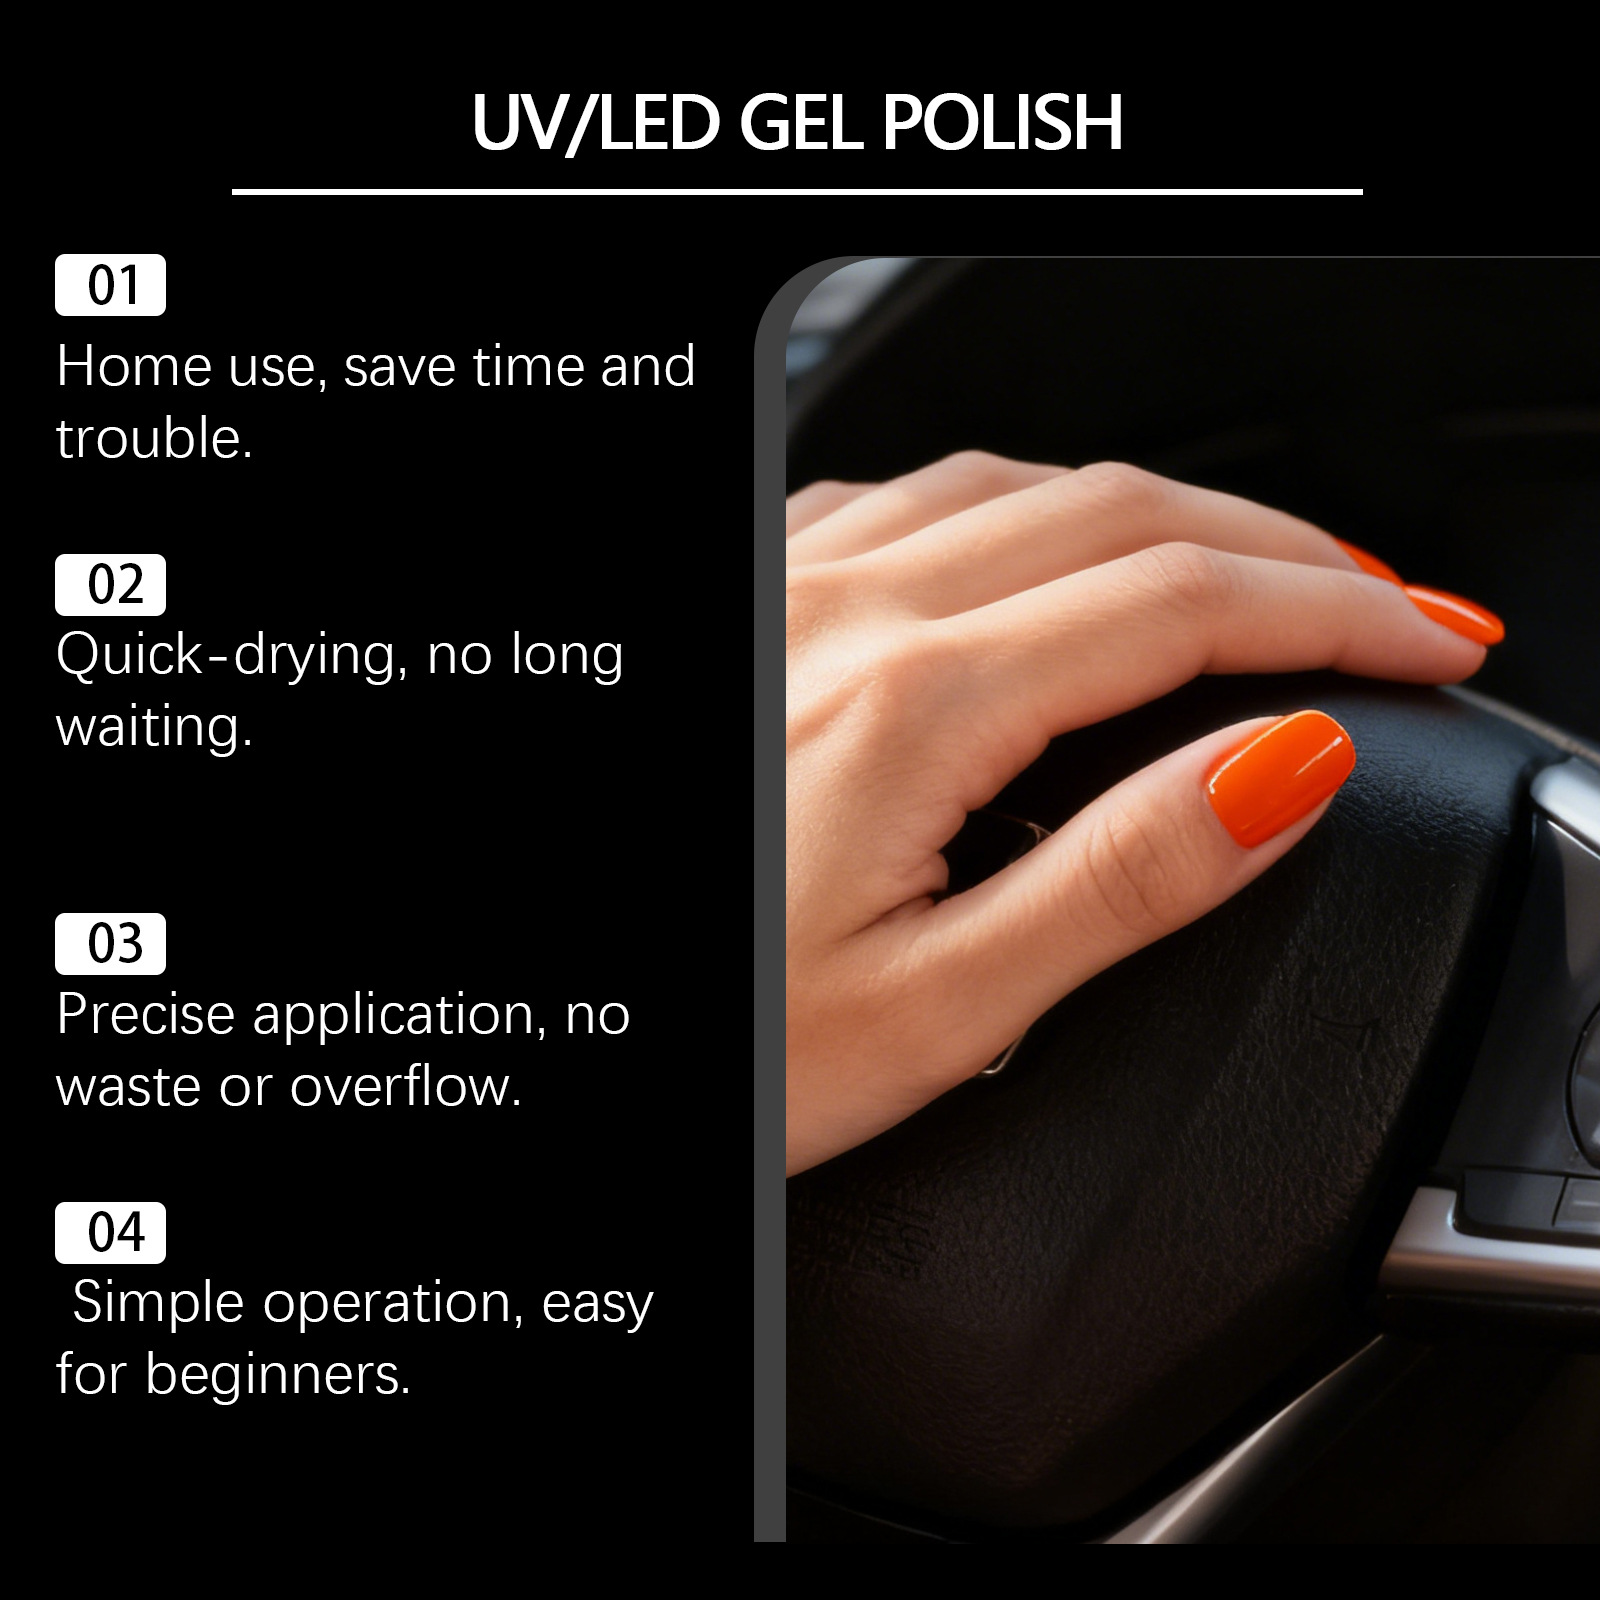 UV/LED GEL POLISH
01
Home use, save time and
trouble.
02
Quick-drying, no long
waiting.
03
Precise application, no
waste or overflow.
04
Simple operation, easy
for beginners.